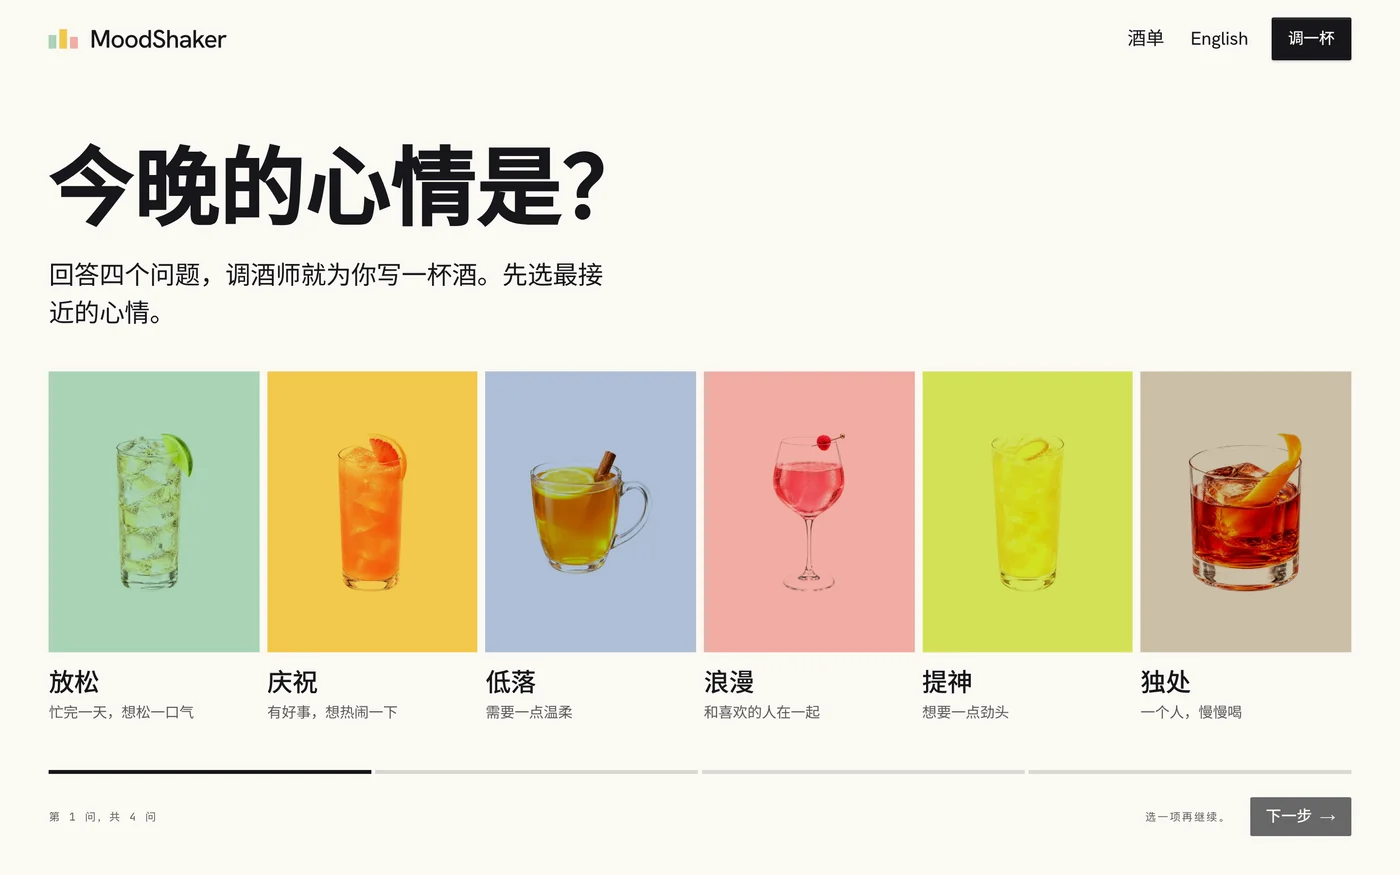 MoodShaker
酒单
English
调一杯
今晚的心情是？
回答四个问题，调酒师就为你写一杯酒。先选最接
近的心情。
放松
忙完一天，想松一口气
庆祝
有好事，想热闹一下
低落
需要一点温柔
浪漫
和喜欢的人在一起
提神
想要一点劲头
独处
一个人，慢慢喝
第 1 问，共 4 问
选一项再继续。
下一步 →